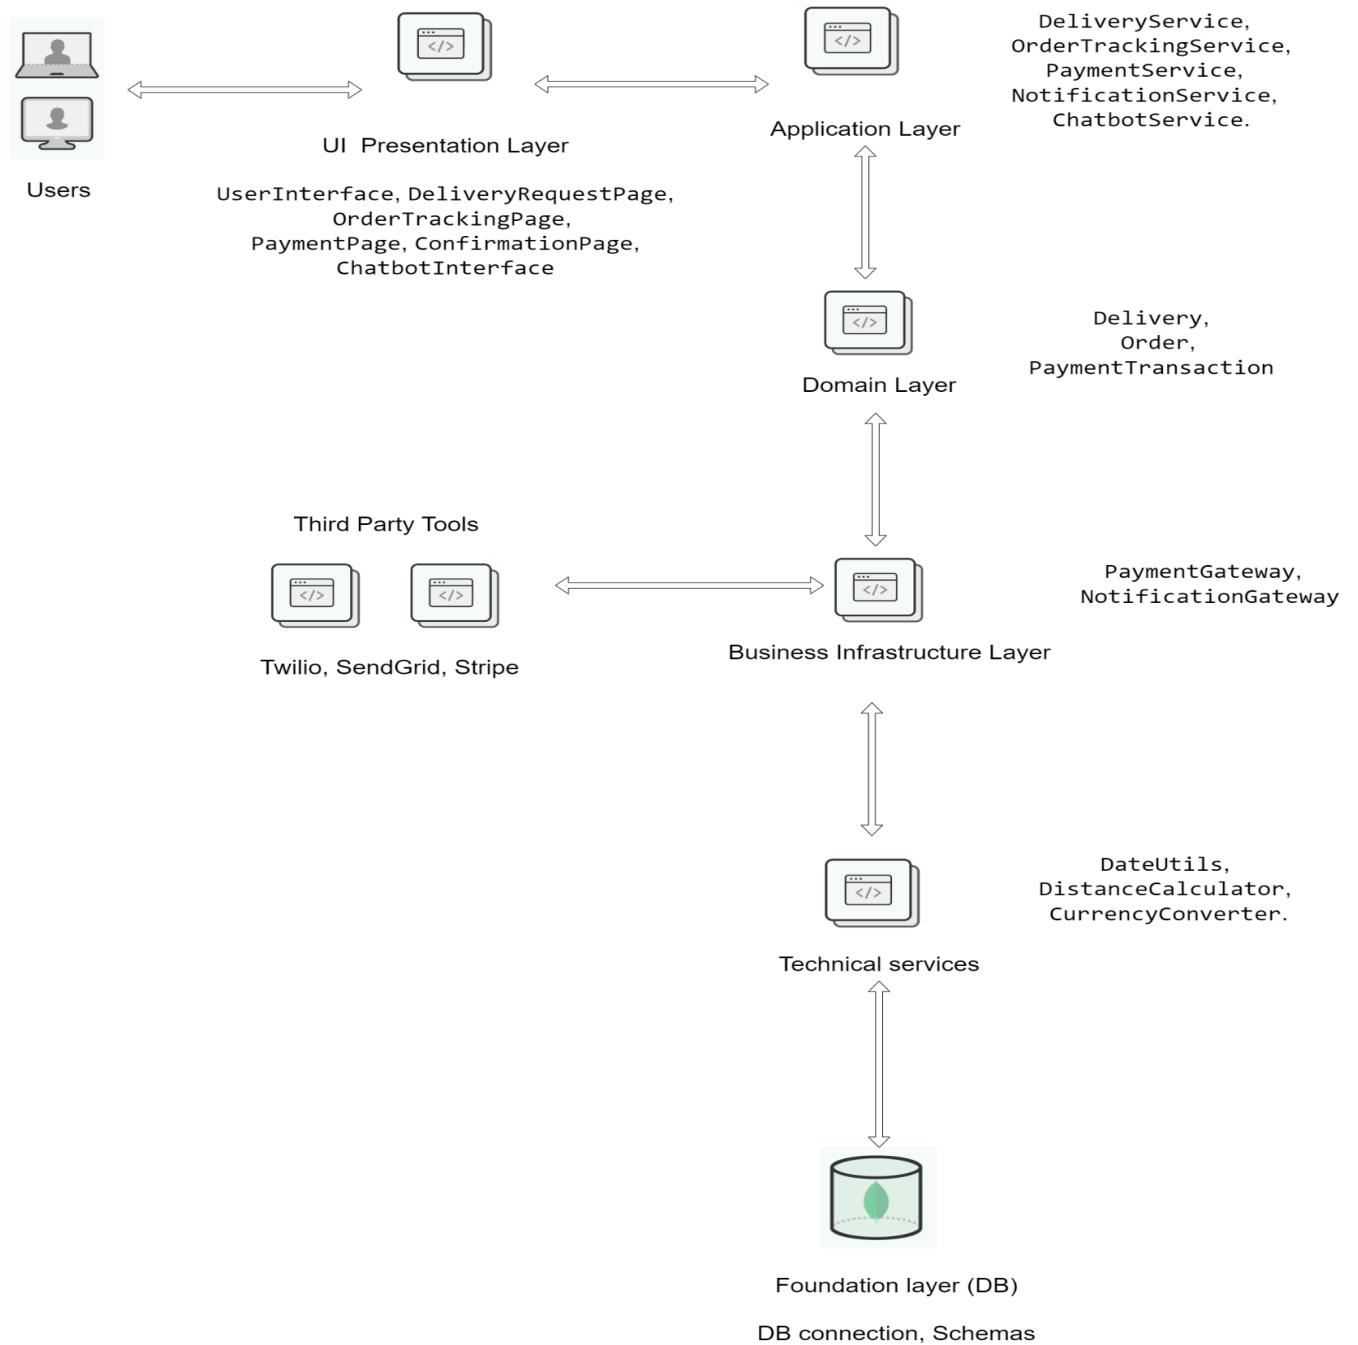 Users
UI  Presentation Layer
UserInterface, DeliveryRequestPage,
OrderTrackingPage,
PaymentPage, ConfirmationPage,
ChatbotInterface
</>
</>
Application Layer
DeliveryService,
OrderTrackingService,
PaymentService,
NotificationService,
ChatbotService.
</>
Domain Layer
Delivery,
Order,
PaymentTransaction
Third Party Tools
</>
</>
Twilio, SendGrid, Stripe
</>
Business Infrastructure Layer
PaymentGateway,
NotificationGateway
</>
Technical services
DateUtils,
DistanceCalculator,
CurrencyConverter.
Foundation layer (DB)
DB connection, Schemas